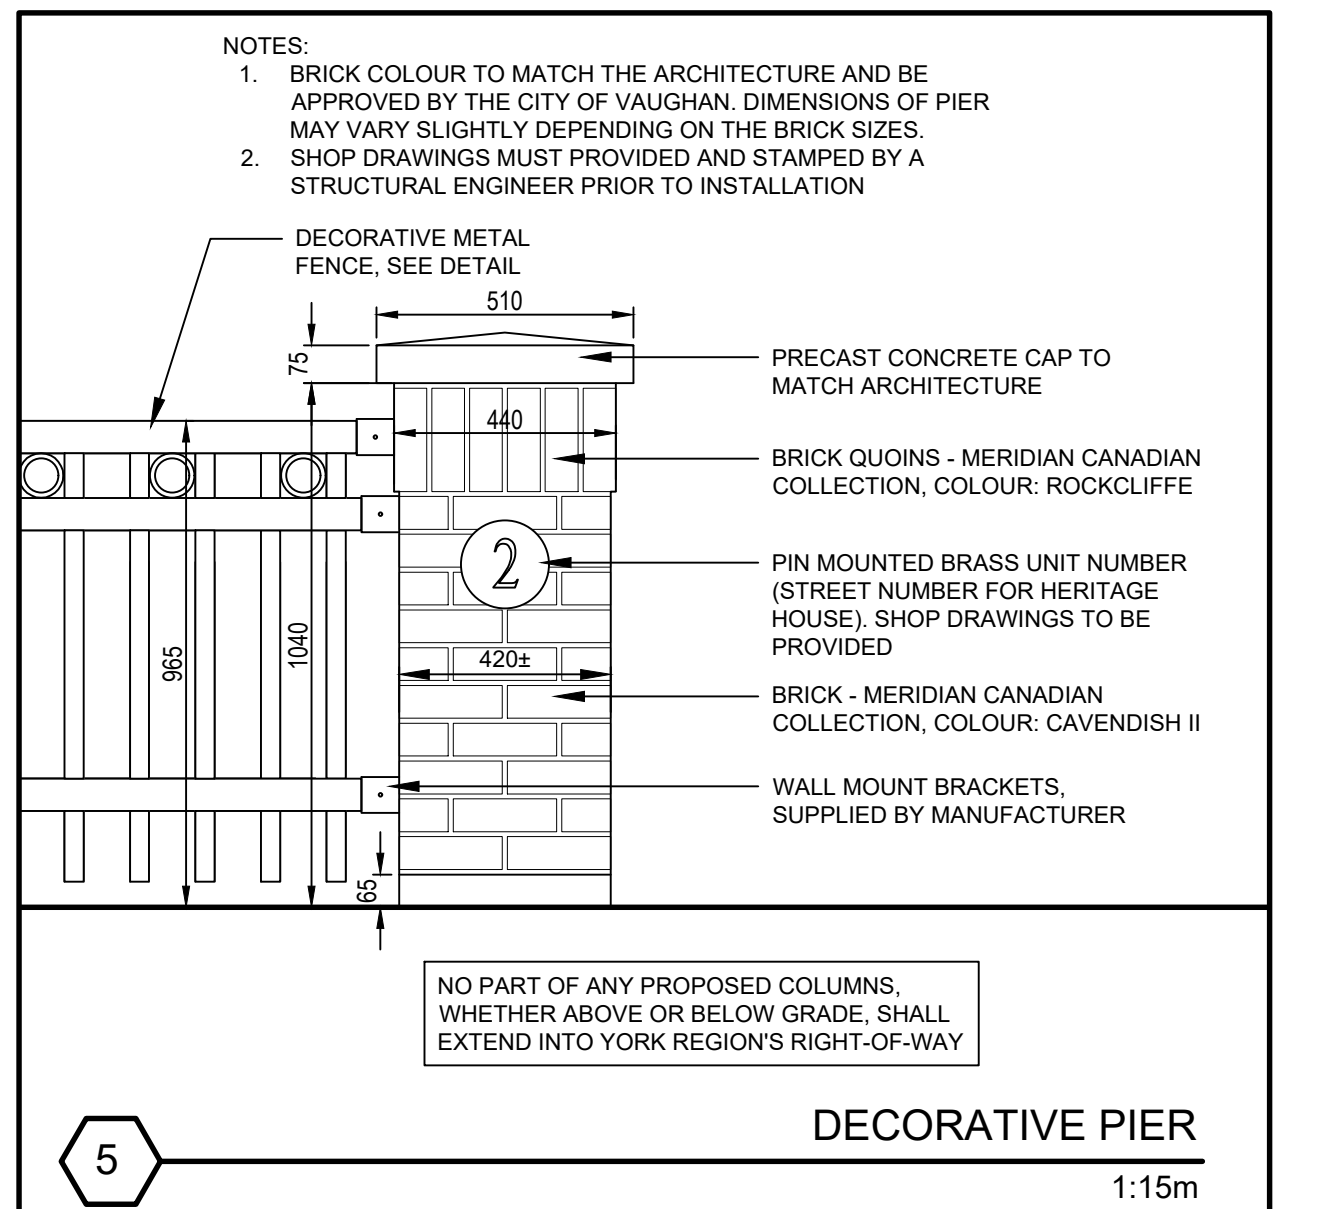 NOTES:
1. BRICK COLOUR TO MATCH THE ARCHITECTURE AND BE
APPROVED BY THE CITY OF VAUGHAN. DIMENSIONS OF PIER
MAY VARY SLIGHTLY DEPENDING ON THE BRICK SIZES.
2. SHOP DRAWINGS MUST PROVIDED AND STAMPED BY A
STRUCTURAL ENGINEER PRIOR TO INSTALLATION
DECORATIVE METAL
FENCE, SEE DETAIL
510
75
PRECAST CONCRETE CAP TO
MATCH ARCHITECTURE
440
BRICK QUOINS - MERIDIAN CANADIAN
COLLECTION, COLOUR: ROCKCLIFFE
2
PIN MOUNTED BRASS UNIT NUMBER
(STREET NUMBER FOR HERITAGE
HOUSE). SHOP DRAWINGS TO BE
PROVIDED
965
1040
420±
BRICK - MERIDIAN CANADIAN
COLLECTION, COLOUR: CAVENDISH II
WALL MOUNT BRACKETS,
SUPPLIED BY MANUFACTURER
65
NO PART OF ANY PROPOSED COLUMNS,
WHETHER ABOVE OR BELOW GRADE, SHALL
EXTEND INTO YORK REGION'S RIGHT-OF-WAY
DECORATIVE PIER
5
1:15m